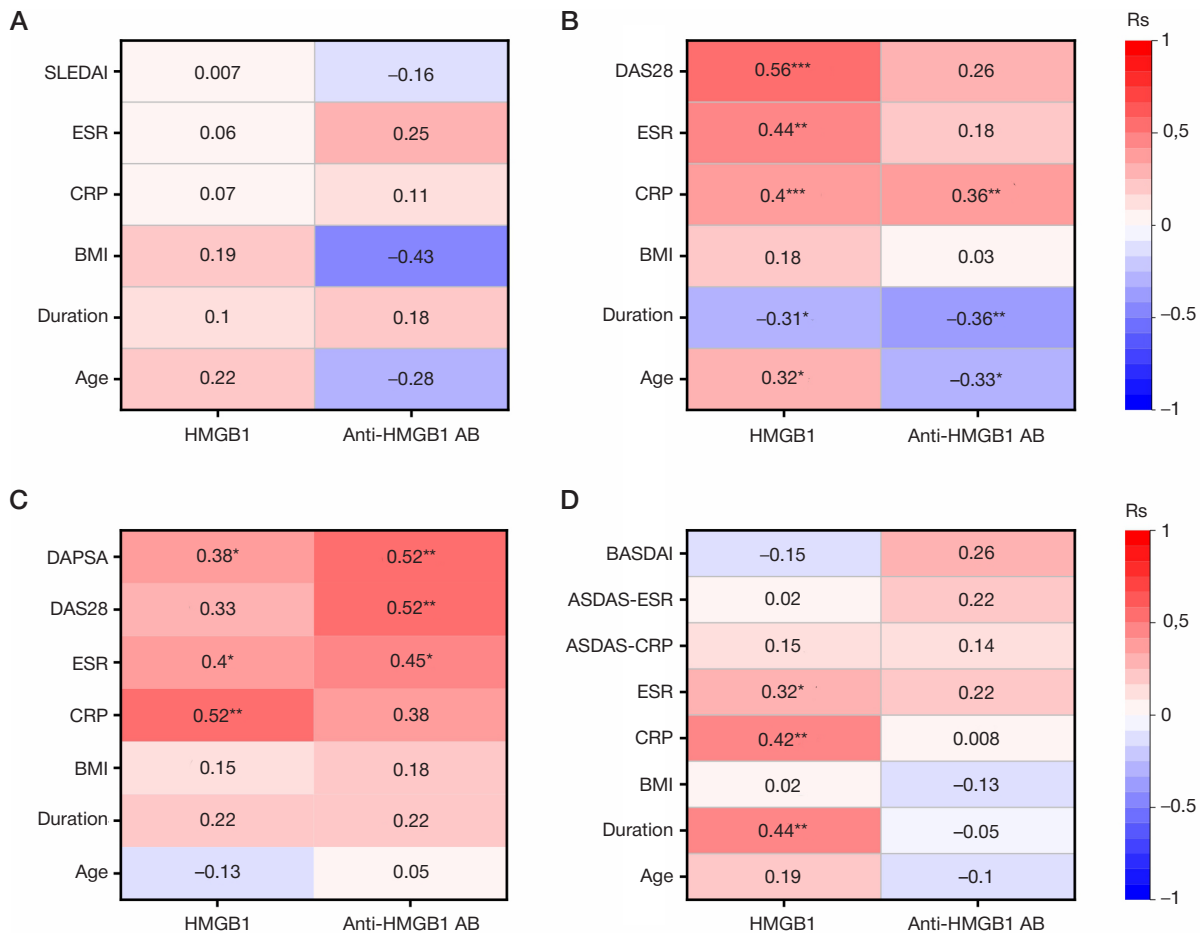 A
SLEDAI 0.007 −0.16
ESR 0.06 0.25
CRP 0.07 0.11
BMI 0.19 −0.43
Duration 0.1 0.18
Age 0.22 −0.28
HMGB1 Anti-HMGB1 AB
B
DAS28 0.56*** 0.26
ESR 0.44** 0.18
CRP 0.4*** 0.36**
BMI 0.18 0.03
Duration −0.31* −0.36**
Age 0.32* −0.33*
HMGB1 Anti-HMGB1 AB
Rs
1
0,5
0
−0.5
−1
C
DAPSA 0.38* 0.52**
DAS28 0.33 0.52**
ESR 0.4* 0.45*
CRP 0.52** 0.38
BMI 0.15 0.18
Duration 0.22 0.22
Age −0.13 0.05
HMGB1 Anti-HMGB1 AB
D
BASDAI −0.15 0.26
ASDAS-ESR 0.02 0.22
ASDAS-CRP 0.15 0.14
ESR 0.32* 0.22
CRP 0.42** 0.008
BMI 0.02 −0.13
Duration 0.44** −0.05
Age 0.19 −0.1
HMGB1 Anti-HMGB1 AB
Rs
1
0,5
0
−0.5
−1